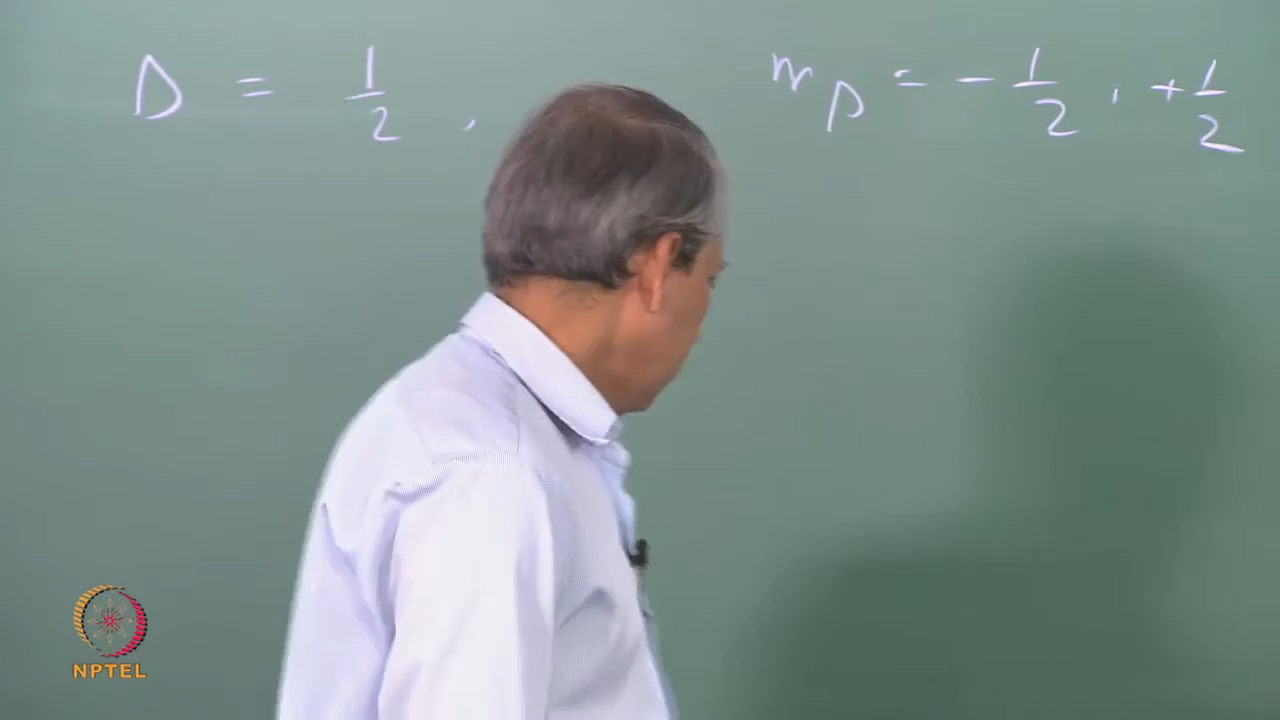 D = 1/2 , m_D = - 1/2 , + 1/2
NPTEL